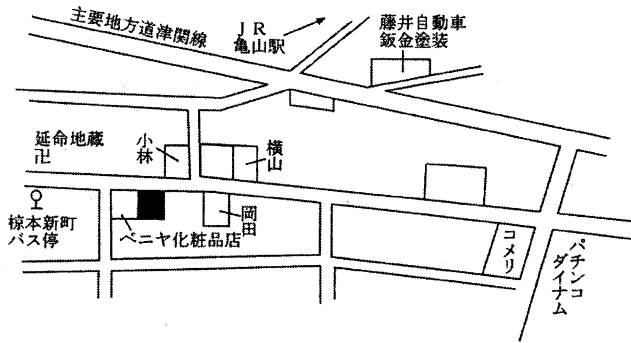 主要地方道津関線
ＪＲ
亀山駅
藤井自動車
鈑金塗装
延命地蔵
卍
小林
横山
椋本新町
バス停
ベニヤ化粧品店
岡田
コメリ
パチンコ
ダイナム